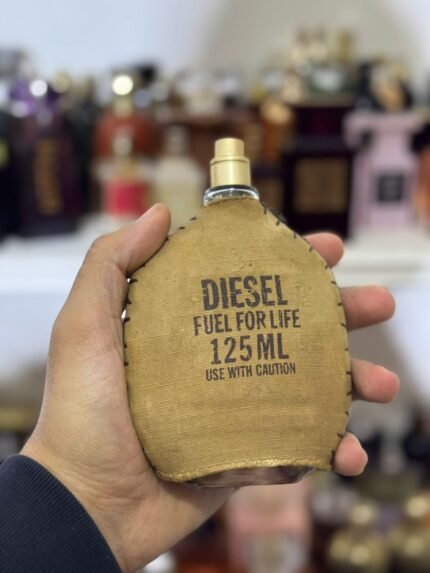 DIESEL
FUEL FOR LIFE
125 ML
USE WITH CAUTION